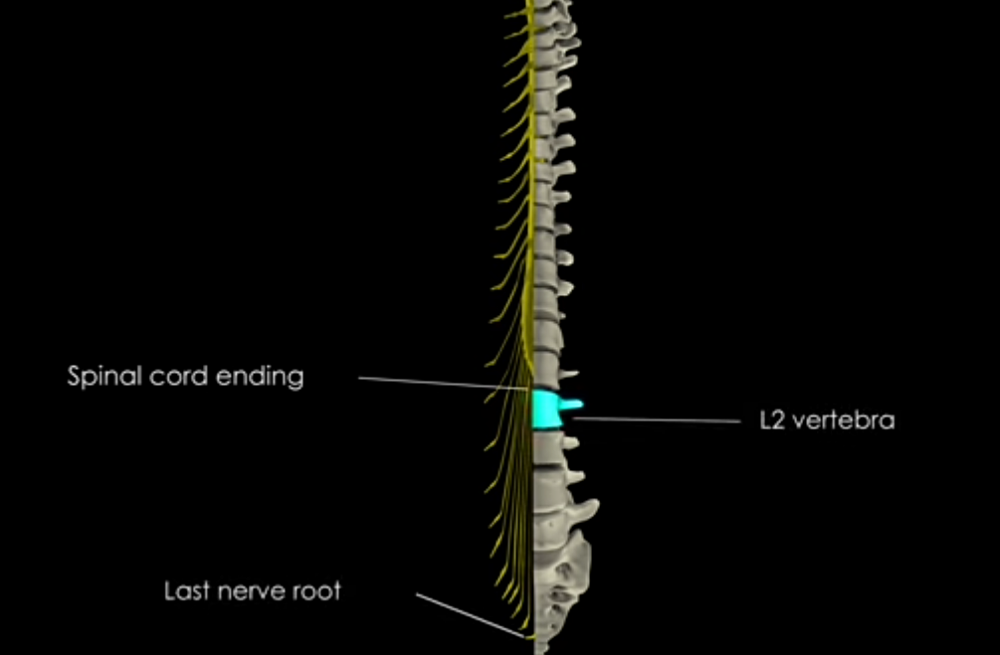 Spinal cord ending
L2 vertebra
Last nerve root